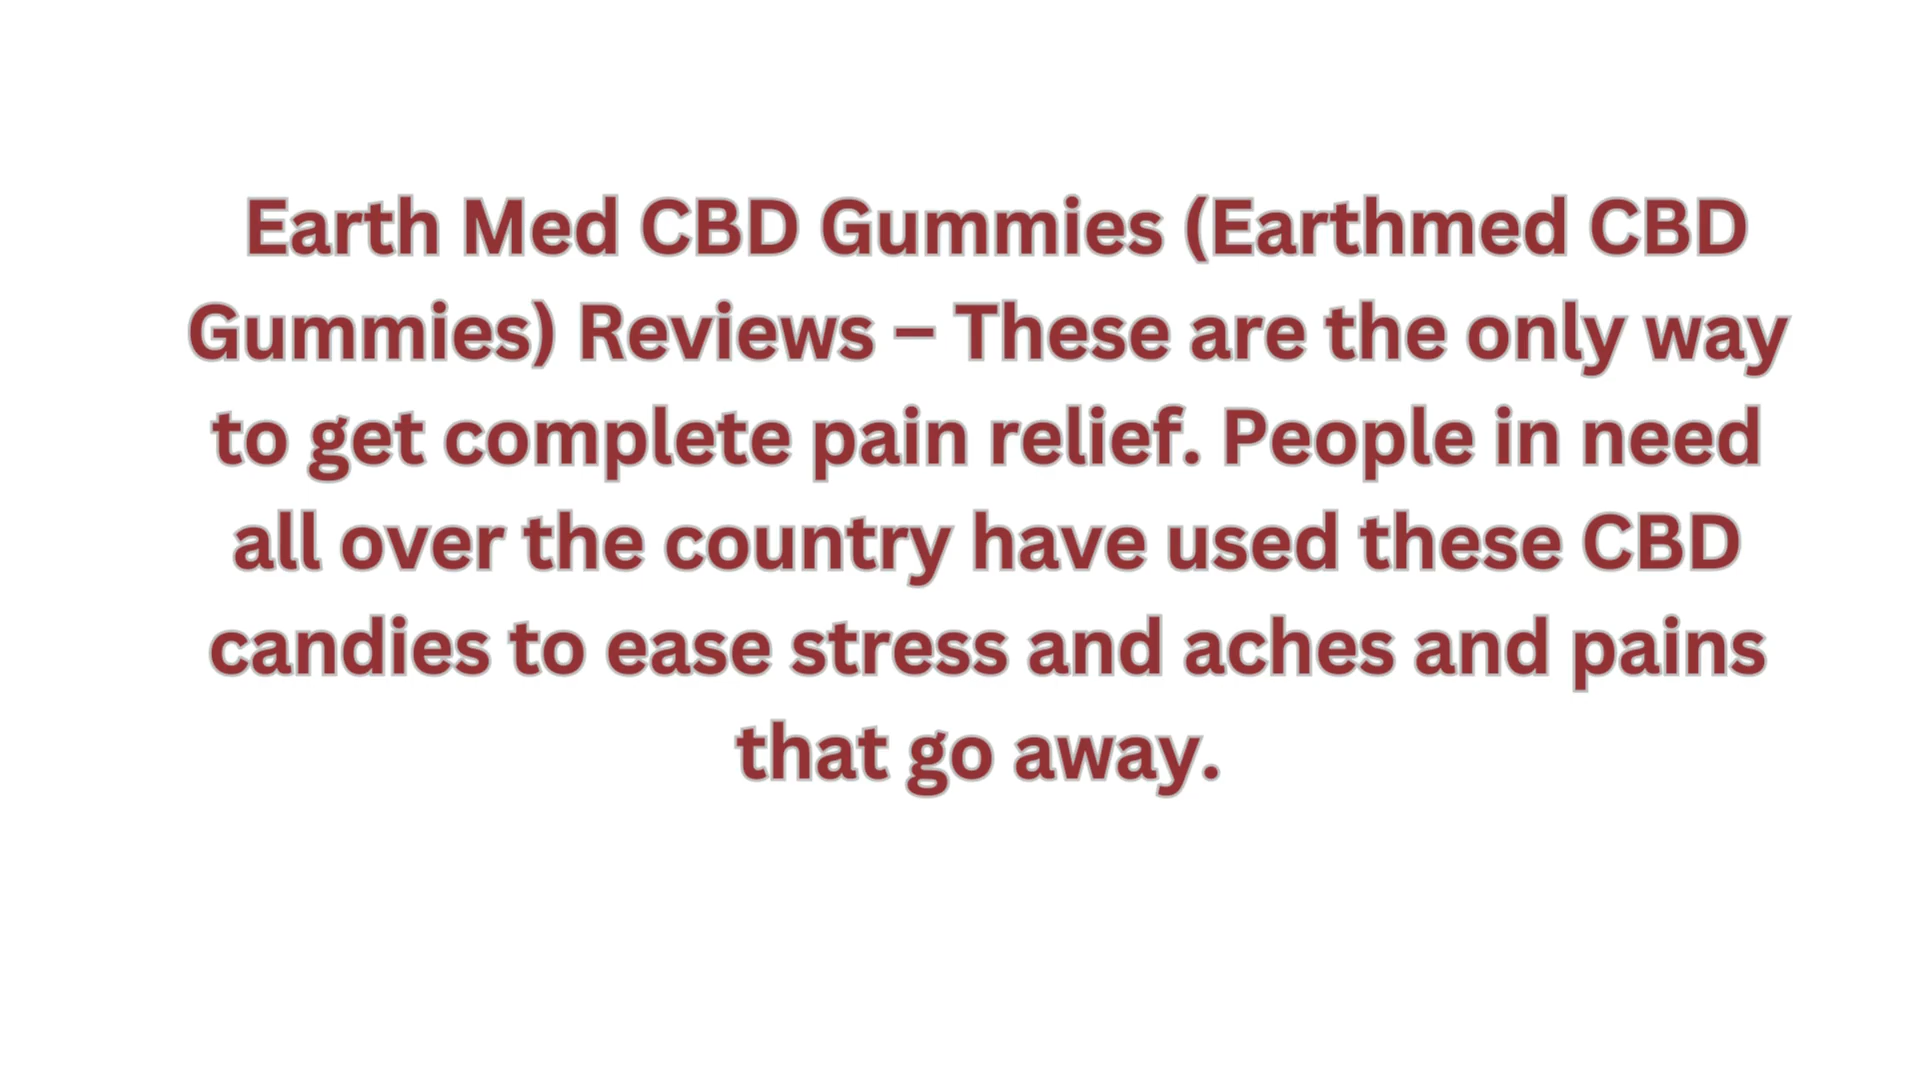 Earth Med CBD Gummies (Earthmed CBD
Gummies) Reviews – These are the only way
to get complete pain relief. People in need
all over the country have used these CBD
candies to ease stress and aches and pains
that go away.